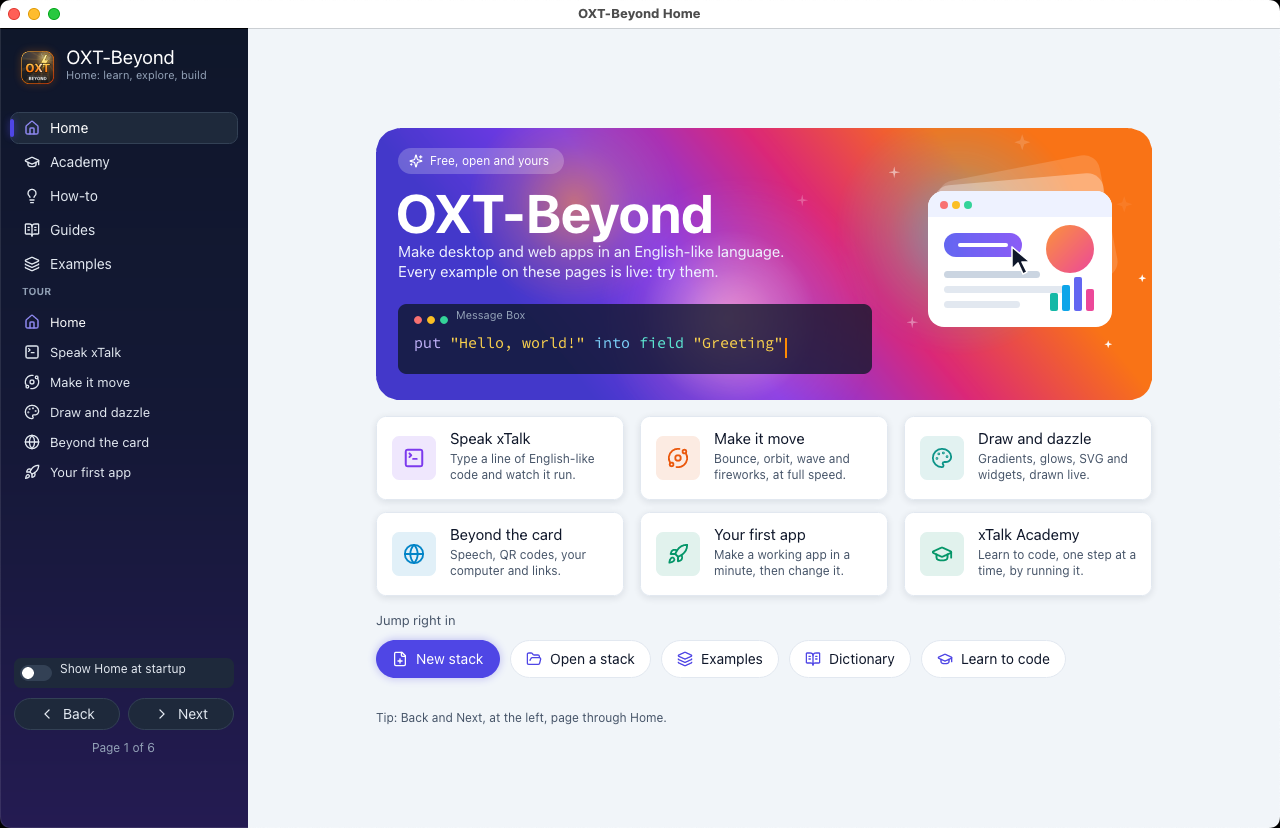 OXT-Beyond Home
OXT
BEYOND
OXT-Beyond
Home: learn, explore, build
Home
Academy
How-to
Guides
Examples
TOUR
Home
Speak xTalk
Make it move
Draw and dazzle
Beyond the card
Your first app
Show Home at startup
Back
Next
Page 1 of 6
Free, open and yours
OXT-Beyond
Make desktop and web apps in an English-like language.
Every example on these pages is live: try them.
Message Box
put "Hello, world!" into field "Greeting"
Speak xTalk
Type a line of English-like
code and watch it run.
Make it move
Bounce, orbit, wave and
fireworks, at full speed.
Draw and dazzle
Gradients, glows, SVG and
widgets, drawn live.
Beyond the card
Speech, QR codes, your
computer and links.
Your first app
Make a working app in a
minute, then change it.
xTalk Academy
Learn to code, one step at a
time, by running it.
Jump right in
New stack
Open a stack
Examples
Dictionary
Learn to code
Tip: Back and Next, at the left, page through Home.